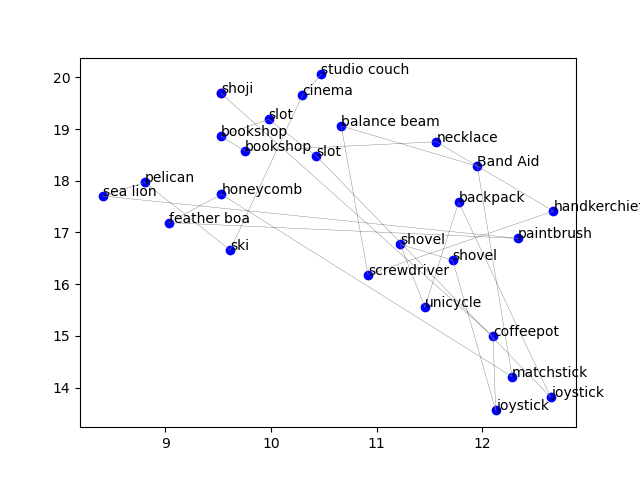 studio couch
20
shoji
cinema
slot
balance beam
19
bookshop
necklace
bookshop
slot
Band Aid
18
pelican
sea lion
honeycomb
backpack
handkerchie
feather boa
17
paintbrush
shovel
ski
shovel
screwdriver
16
unicycle
coffeepot
15
matchstick
14
joystick
joystick
9
10
11
12